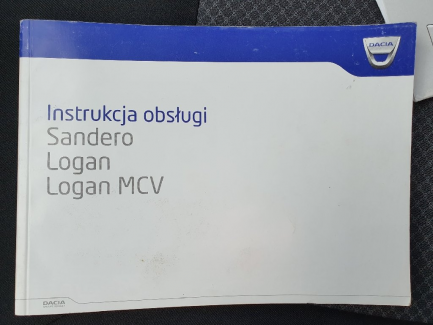 DACIA
Instrukcja obsługi
Sandero
Logan
Logan MCV
DACIA